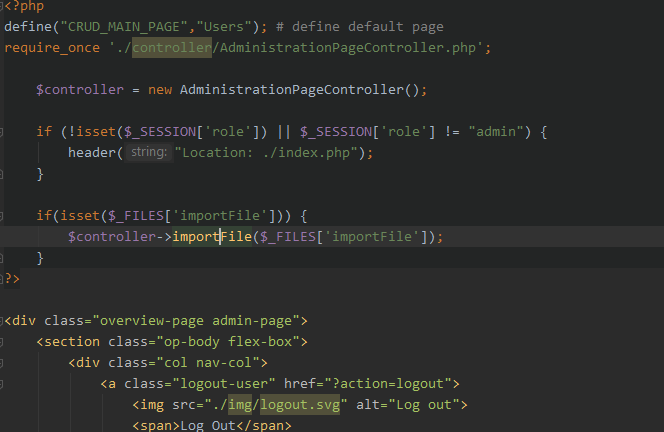 <?php
define("CRUD_MAIN_PAGE","Users"); # define default page
require_once './controller/AdministrationPageController.php';
$controller = new AdministrationPageController();
if (!isset($_SESSION['role']) || $_SESSION['role'] != "admin") {
header( string: "Location: ./index.php");
}
if(isset($_FILES['importFile'])) {
$controller->importFile($_FILES['importFile']);
}
?>
<div class="overview-page admin-page">
<section class="op-body flex-box">
<div class="col nav-col">
<a class="logout-user" href="?action=logout">
<img src="./img/logout.svg" alt="Log out">
<span>Log Out</span>